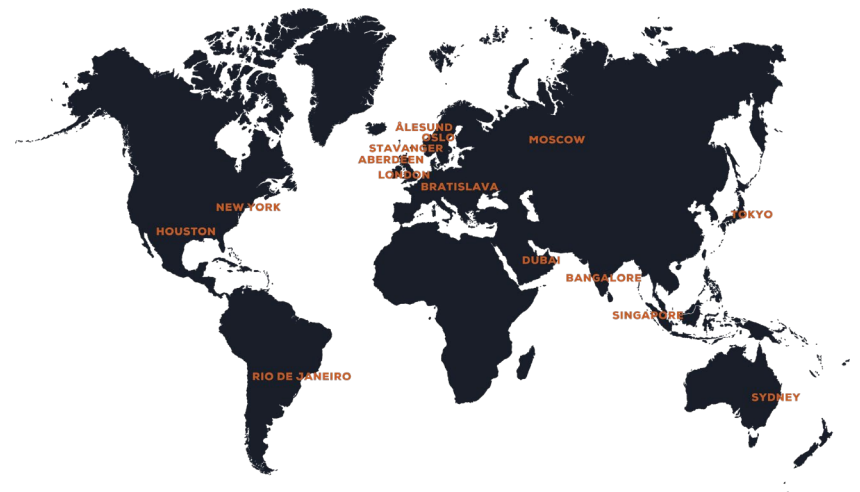 ÅLESUND
OSLO
MOSCOW
STAVANGER
ABERDEEN
LONDON
BRATISLAVA
NEW YORK
TOKYO
HOUSTON
DUBAI
BANGALORE
SINGAPORE
RIO DE JANEIRO
SYDNEY